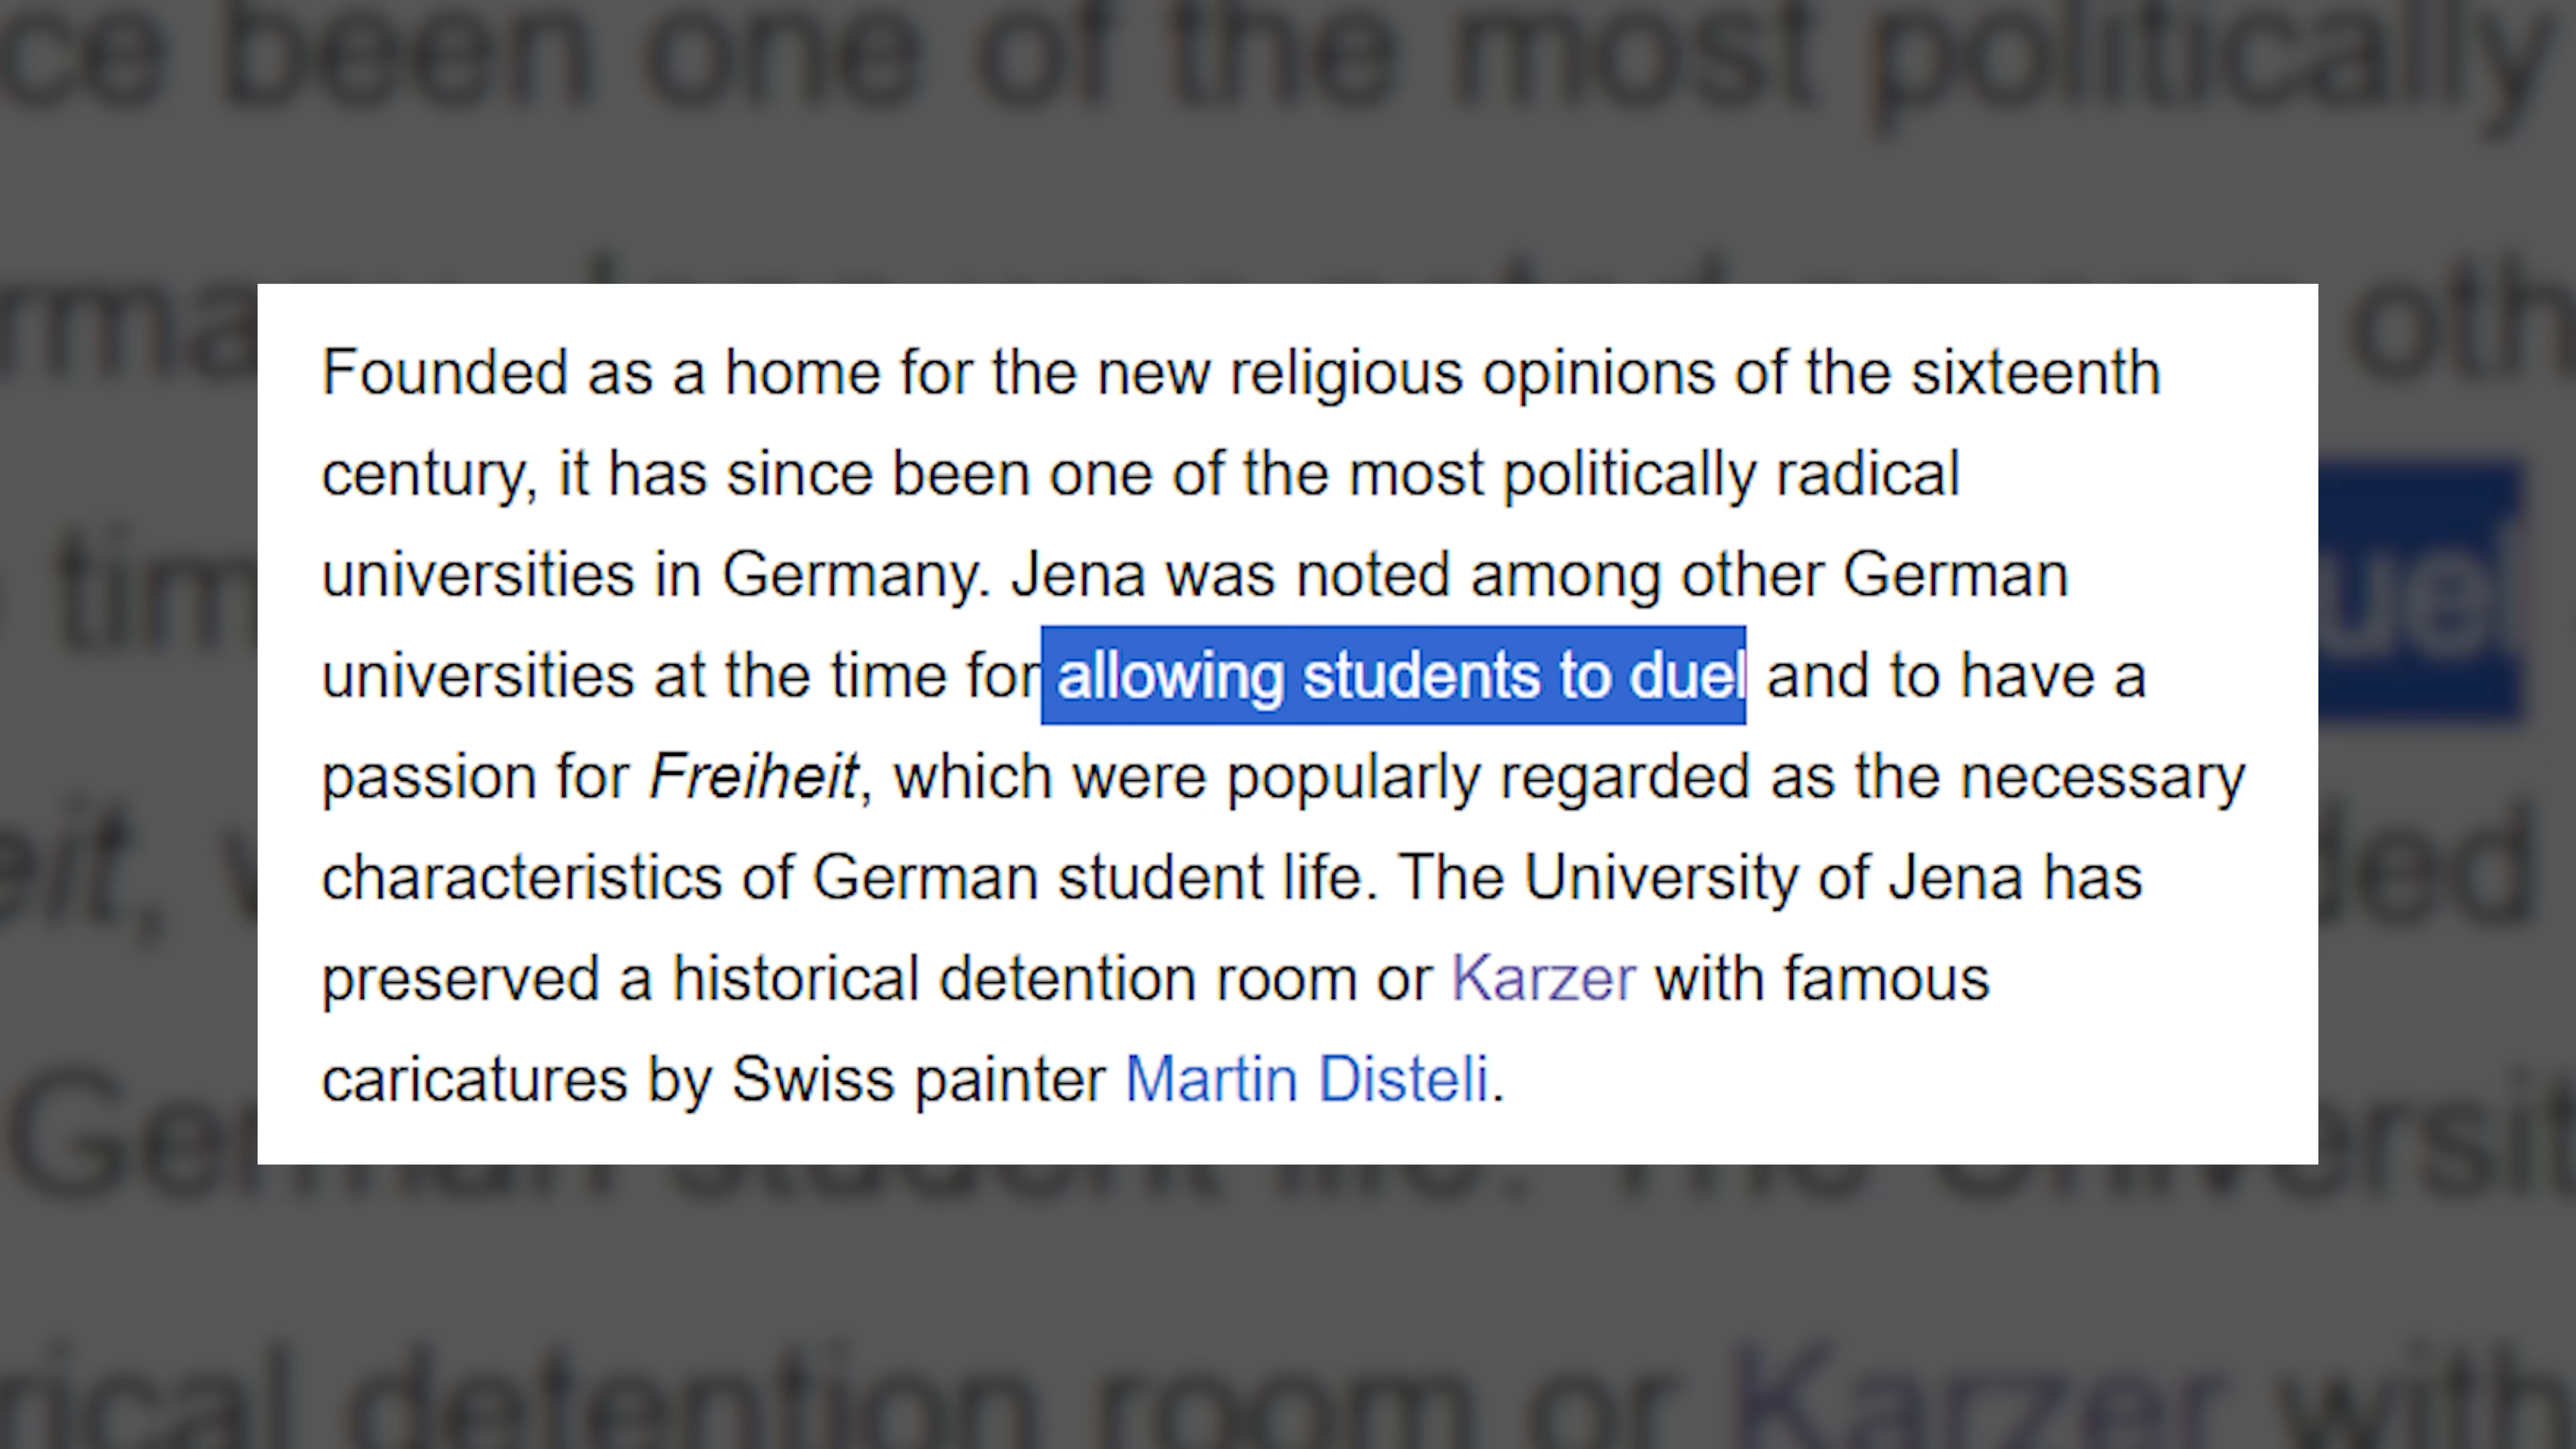 Founded as a home for the new religious opinions of the sixteenth
century, it has since been one of the most politically radical
universities in Germany. Jena was noted among other German
universities at the time for allowing students to duel and to have a
passion for Freiheit, which were popularly regarded as the necessary
characteristics of German student life. The University of Jena has
preserved a historical detention room or Karzer with famous
caricatures by Swiss painter Martin Disteli.